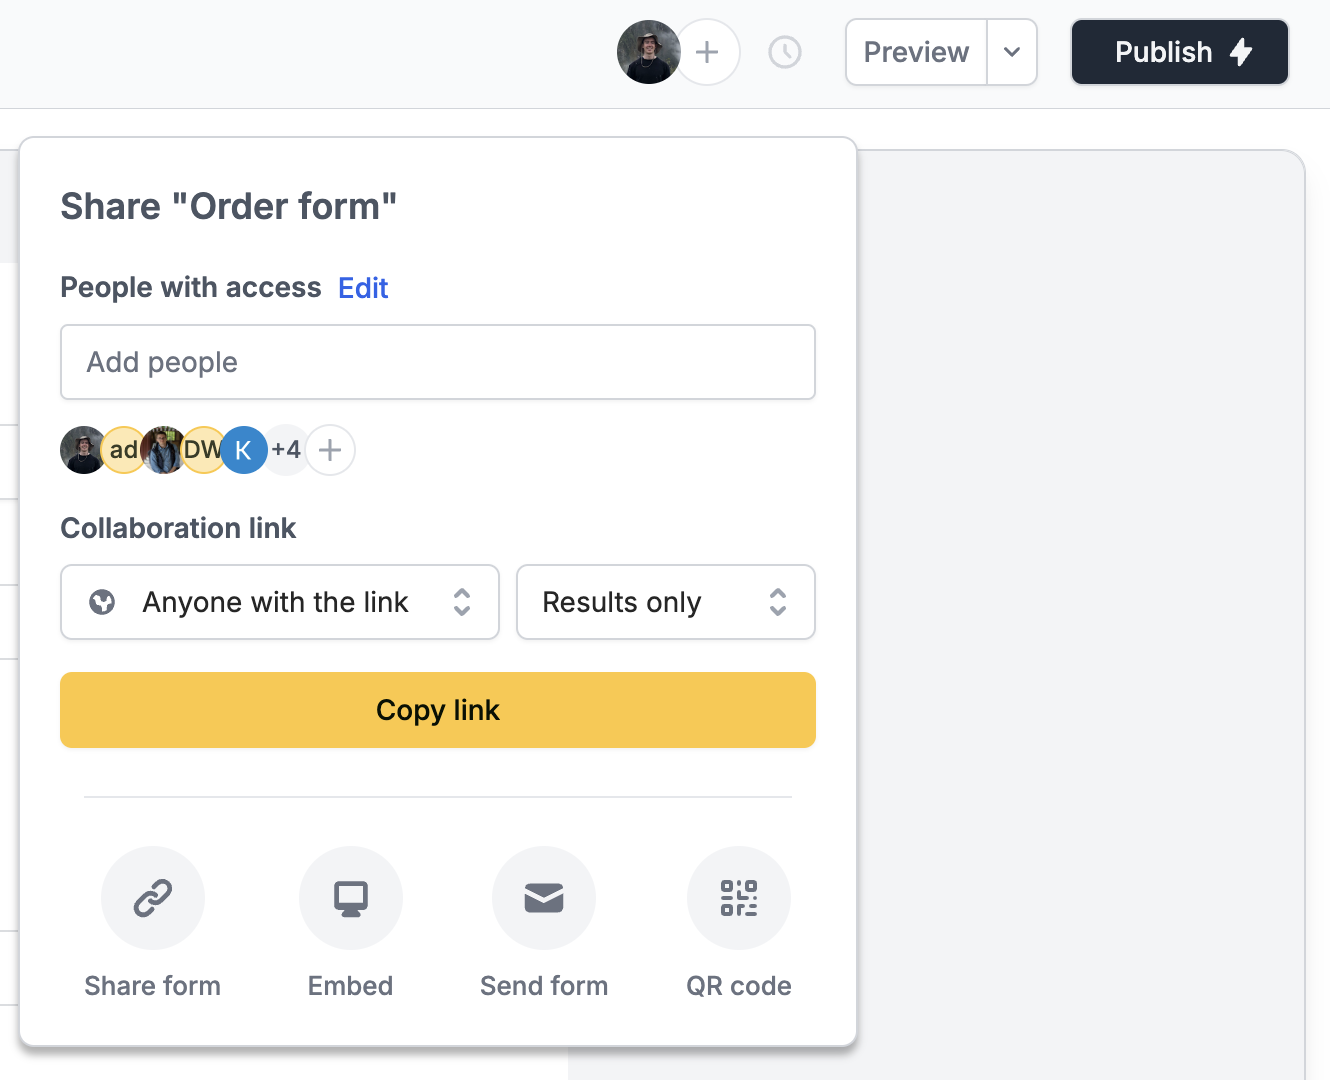 Preview
Publish
Share "Order form"
People with access Edit
Add people
ad DW K +4
Collaboration link
Anyone with the link
Results only
Copy link
Share form
Embed
Send form
QR code